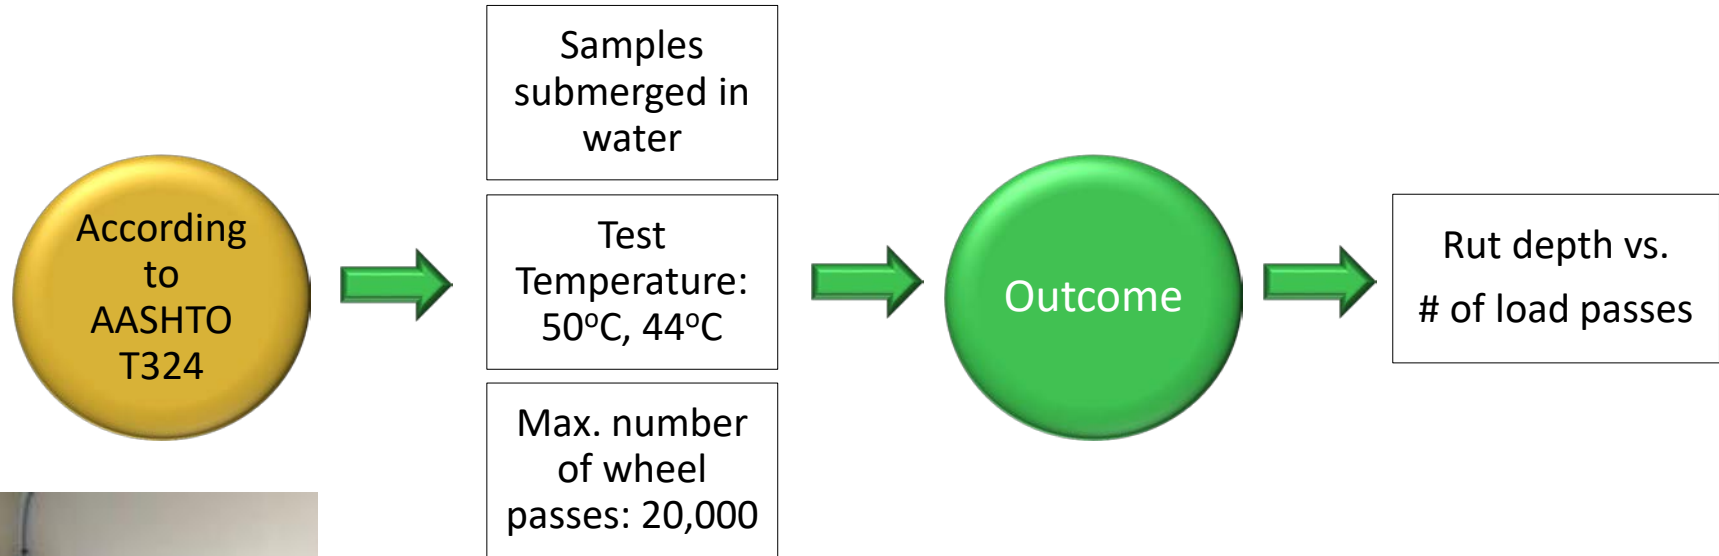 According
to
AASHTO
T324
Samples
submerged in
water
Test
Temperature:
50ºC, 44ºC
Max. number
of wheel
passes: 20,000
Outcome
Rut depth vs.
# of load passes